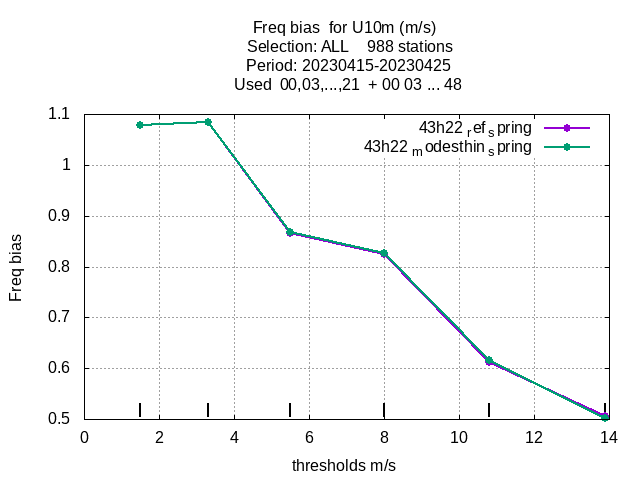 Freq bias  for U10m (m/s)
Selection: ALL    988 stations
Period: 20230415-20230425
Used  00,03,...,21  + 00 03 ... 48
43h22 ref spring
43h22 modesthin spring
1.1
1
0.9
0.8
0.7
0.6
0.5
Freq bias
0 2 4 6 8 10 12 14
thresholds m/s